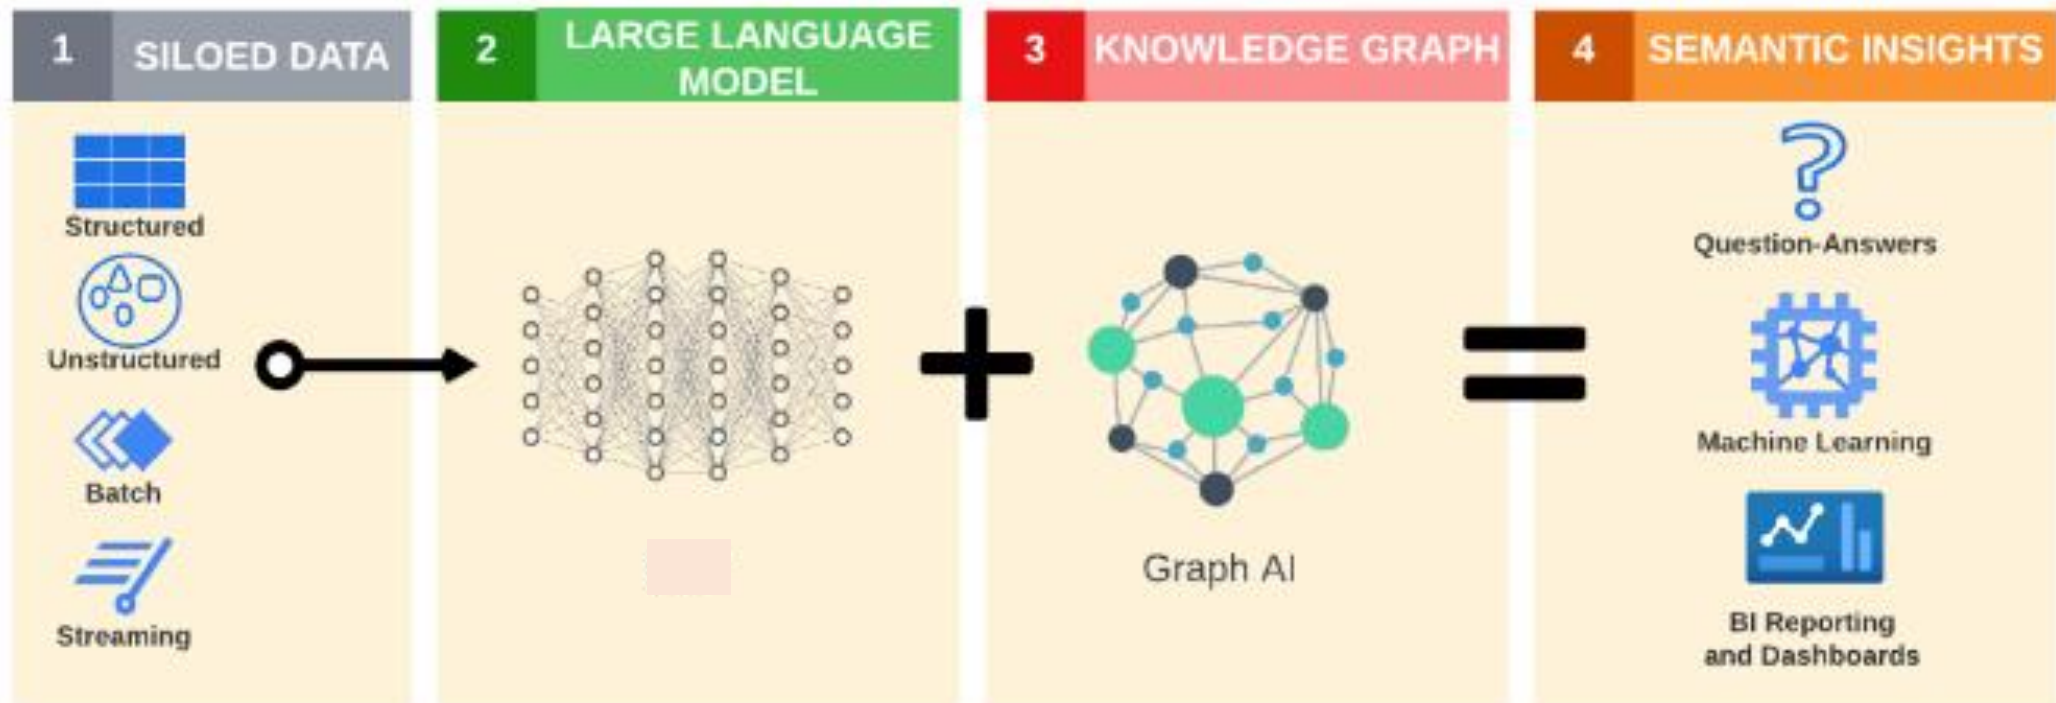 1
SILOED DATA
Structured
Unstructured
Batch
Streaming
2
LARGE LANGUAGE
MODEL
3
KNOWLEDGE GRAPH
Graph AI
4
SEMANTIC INSIGHTS
Question-Answers
Machine Learning
BI Reporting
and Dashboards